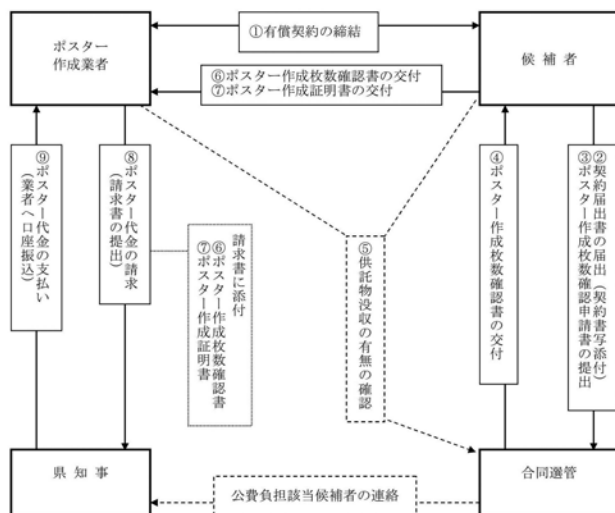 ポスター
作成業者
①有償契約の締結
候補者
⑥ポスター作成枚数確認書の交付
⑦ポスター作成証明書の交付
⑨ポスター代金の支払い
(業者へ口座振込)
⑧ポスター代金の請求
(請求書の提出)
請求書に添付
⑥ポスター作成枚数確認書
⑦ポスター作成証明書
⑤供託物没収の有無の確認
④ポスター作成枚数確認書の交付
②契約届出書の届出(契約書写添付)
③ポスター作成枚数確認申請書の提出
県知事
公費負担該当候補者の連絡
合同選管